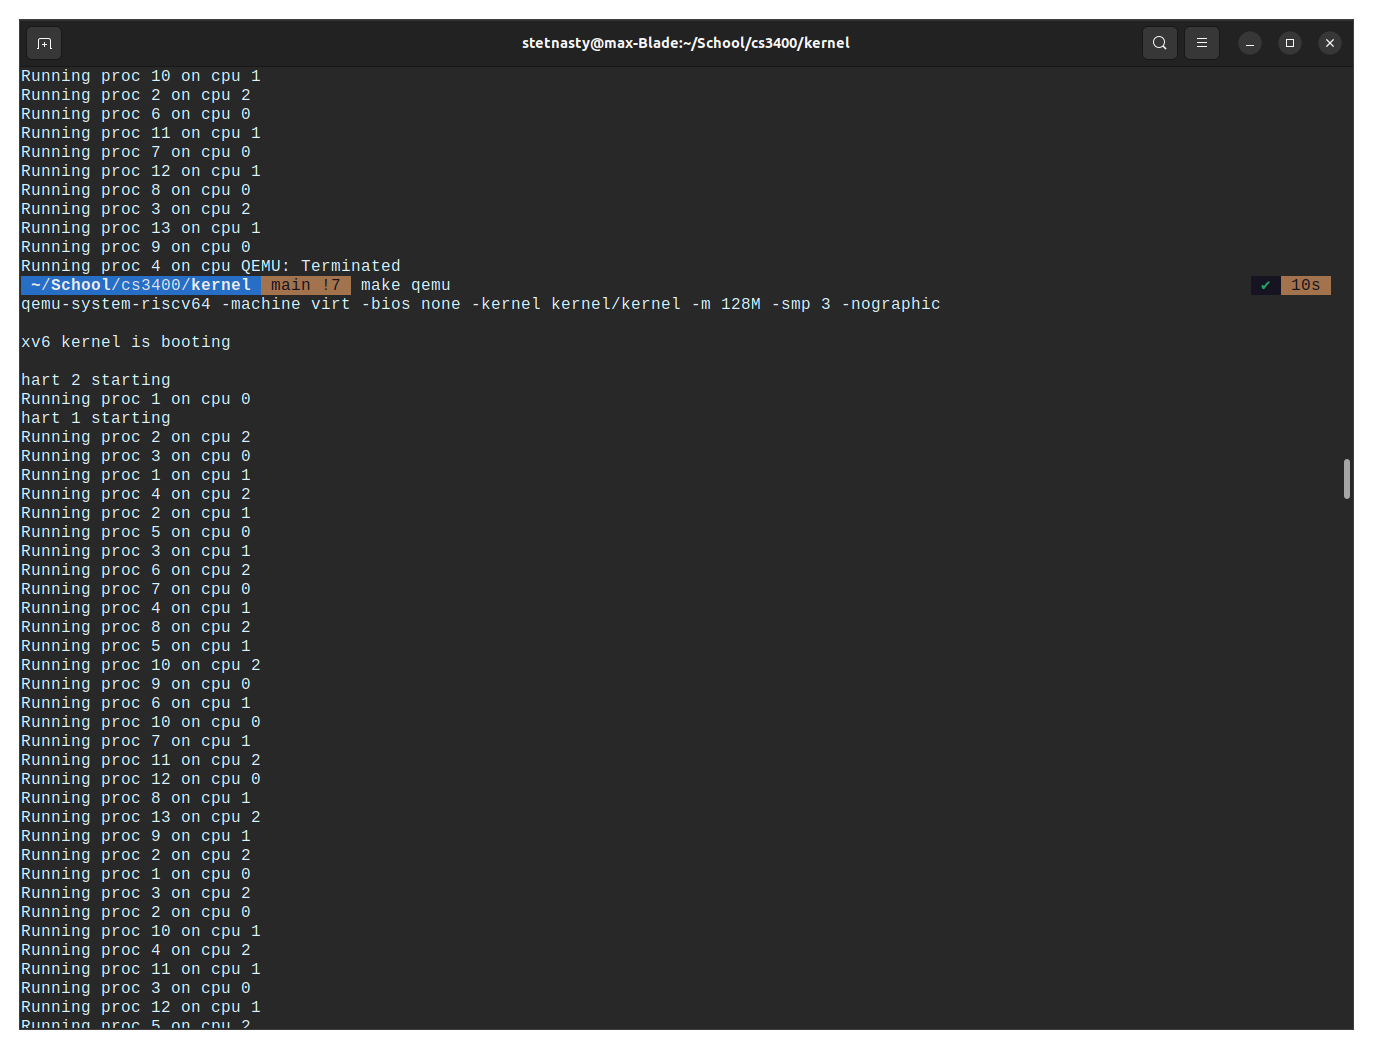 stetnasty@max-Blade:~/School/cs3400/kernel
Running proc 10 on cpu 1
Running proc 2 on cpu 2
Running proc 6 on cpu 0
Running proc 11 on cpu 1
Running proc 7 on cpu 0
Running proc 12 on cpu 1
Running proc 8 on cpu 0
Running proc 3 on cpu 2
Running proc 13 on cpu 1
Running proc 9 on cpu 0
Running proc 4 on cpu QEMU: Terminated
~/School/cs3400/kernel main !7 make qemu ✔ 10s
qemu-system-riscv64 -machine virt -bios none -kernel kernel/kernel -m 128M -smp 3 -nographic
xv6 kernel is booting
hart 2 starting
Running proc 1 on cpu 0
hart 1 starting
Running proc 2 on cpu 2
Running proc 3 on cpu 0
Running proc 1 on cpu 1
Running proc 4 on cpu 2
Running proc 2 on cpu 1
Running proc 5 on cpu 0
Running proc 3 on cpu 1
Running proc 6 on cpu 2
Running proc 7 on cpu 0
Running proc 4 on cpu 1
Running proc 8 on cpu 2
Running proc 5 on cpu 1
Running proc 10 on cpu 2
Running proc 9 on cpu 0
Running proc 6 on cpu 1
Running proc 10 on cpu 0
Running proc 7 on cpu 1
Running proc 11 on cpu 2
Running proc 12 on cpu 0
Running proc 8 on cpu 1
Running proc 13 on cpu 2
Running proc 9 on cpu 1
Running proc 2 on cpu 2
Running proc 1 on cpu 0
Running proc 3 on cpu 2
Running proc 2 on cpu 0
Running proc 10 on cpu 1
Running proc 4 on cpu 2
Running proc 11 on cpu 1
Running proc 3 on cpu 0
Running proc 12 on cpu 1
Running proc 5 on cpu 2